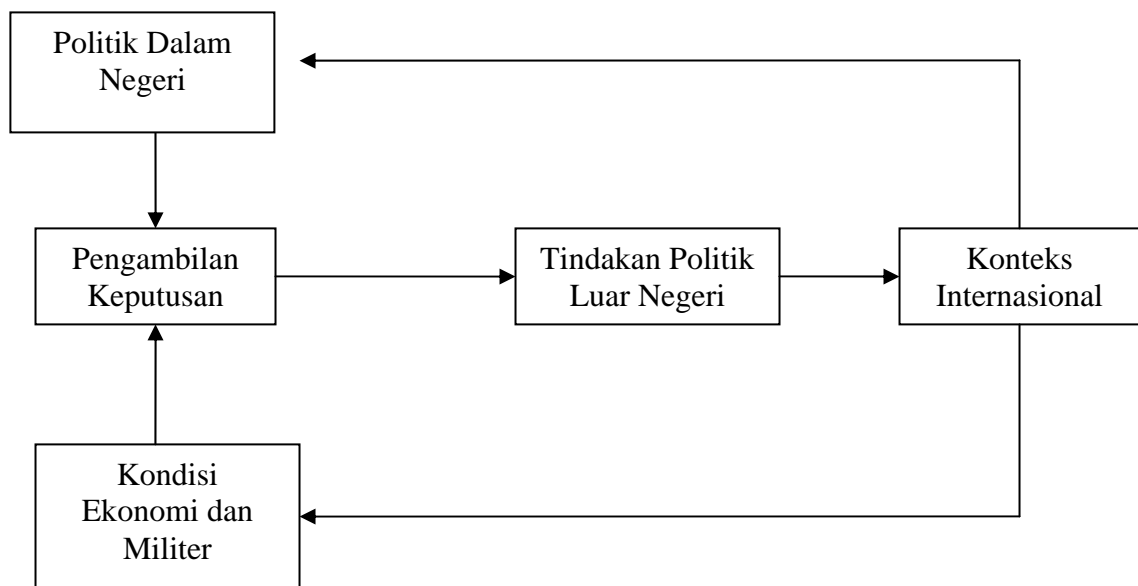 Politik Dalam
Negeri
Pengambilan
Keputusan
Tindakan Politik
Luar Negeri
Konteks
Internasional
Kondisi
Ekonomi dan
Militer